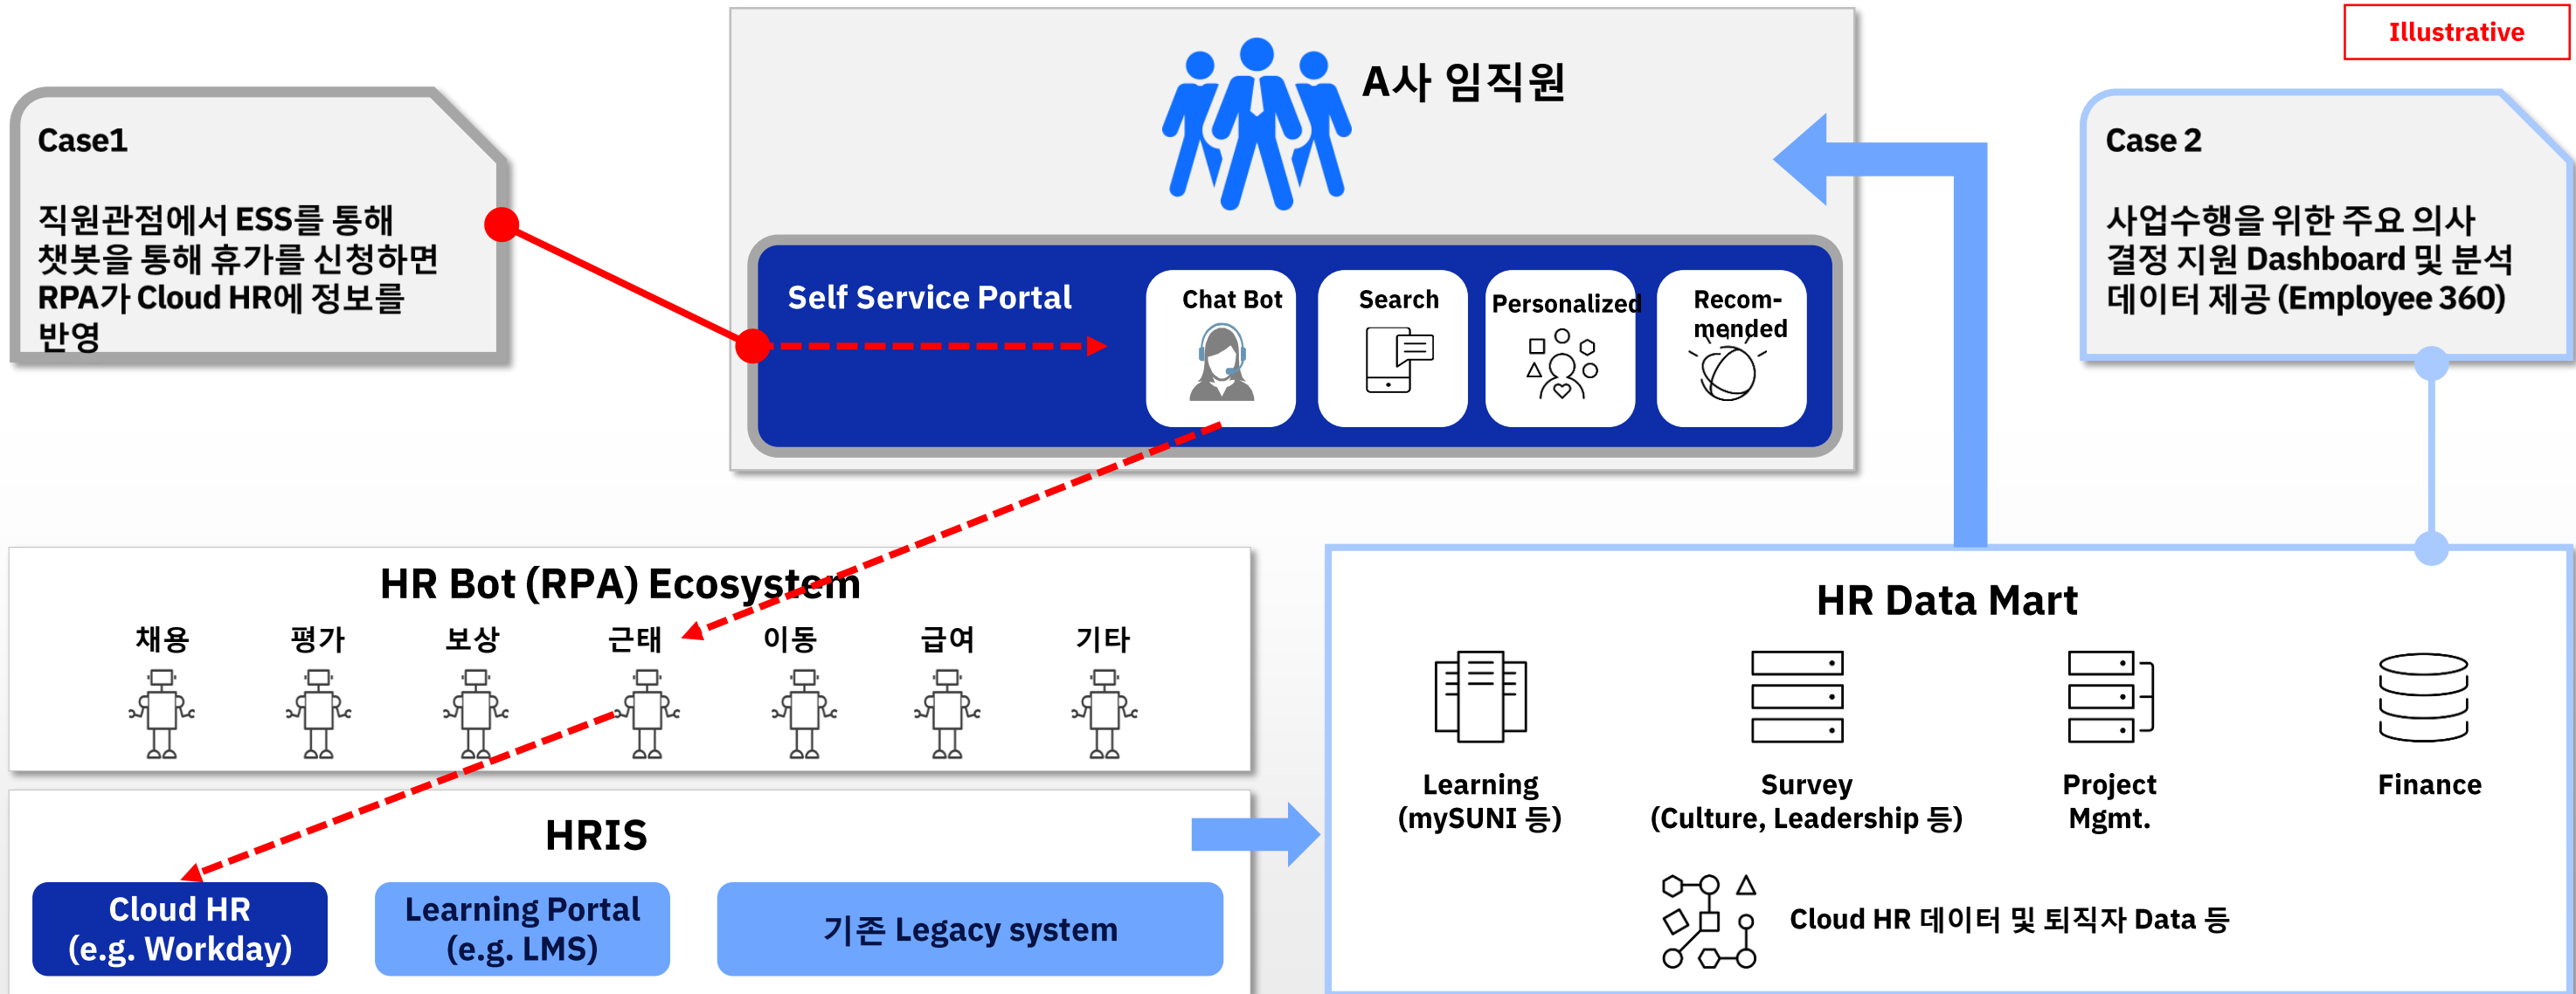 Illustrative
A사 임직원
Case1
직원관점에서 ESS를 통해
챗봇을 통해 휴가를 신청하면
RPA가 Cloud HR에 정보를
반영
Case 2
사업수행을 위한 주요 의사
결정 지원 Dashboard 및 분석
데이터 제공 (Employee 360)
Self Service Portal
Chat Bot
Search
Personalized
Recom-
mended
HR Bot (RPA) Ecosystem
채용
평가
보상
근태
이동
급여
기타
HRIS
Cloud HR
(e.g. Workday)
Learning Portal
(e.g. LMS)
기존 Legacy system
HR Data Mart
Learning
(mySUNI 등)
Survey
(Culture, Leadership 등)
Project
Mgmt.
Finance
Cloud HR 데이터 및 퇴직자 Data 등